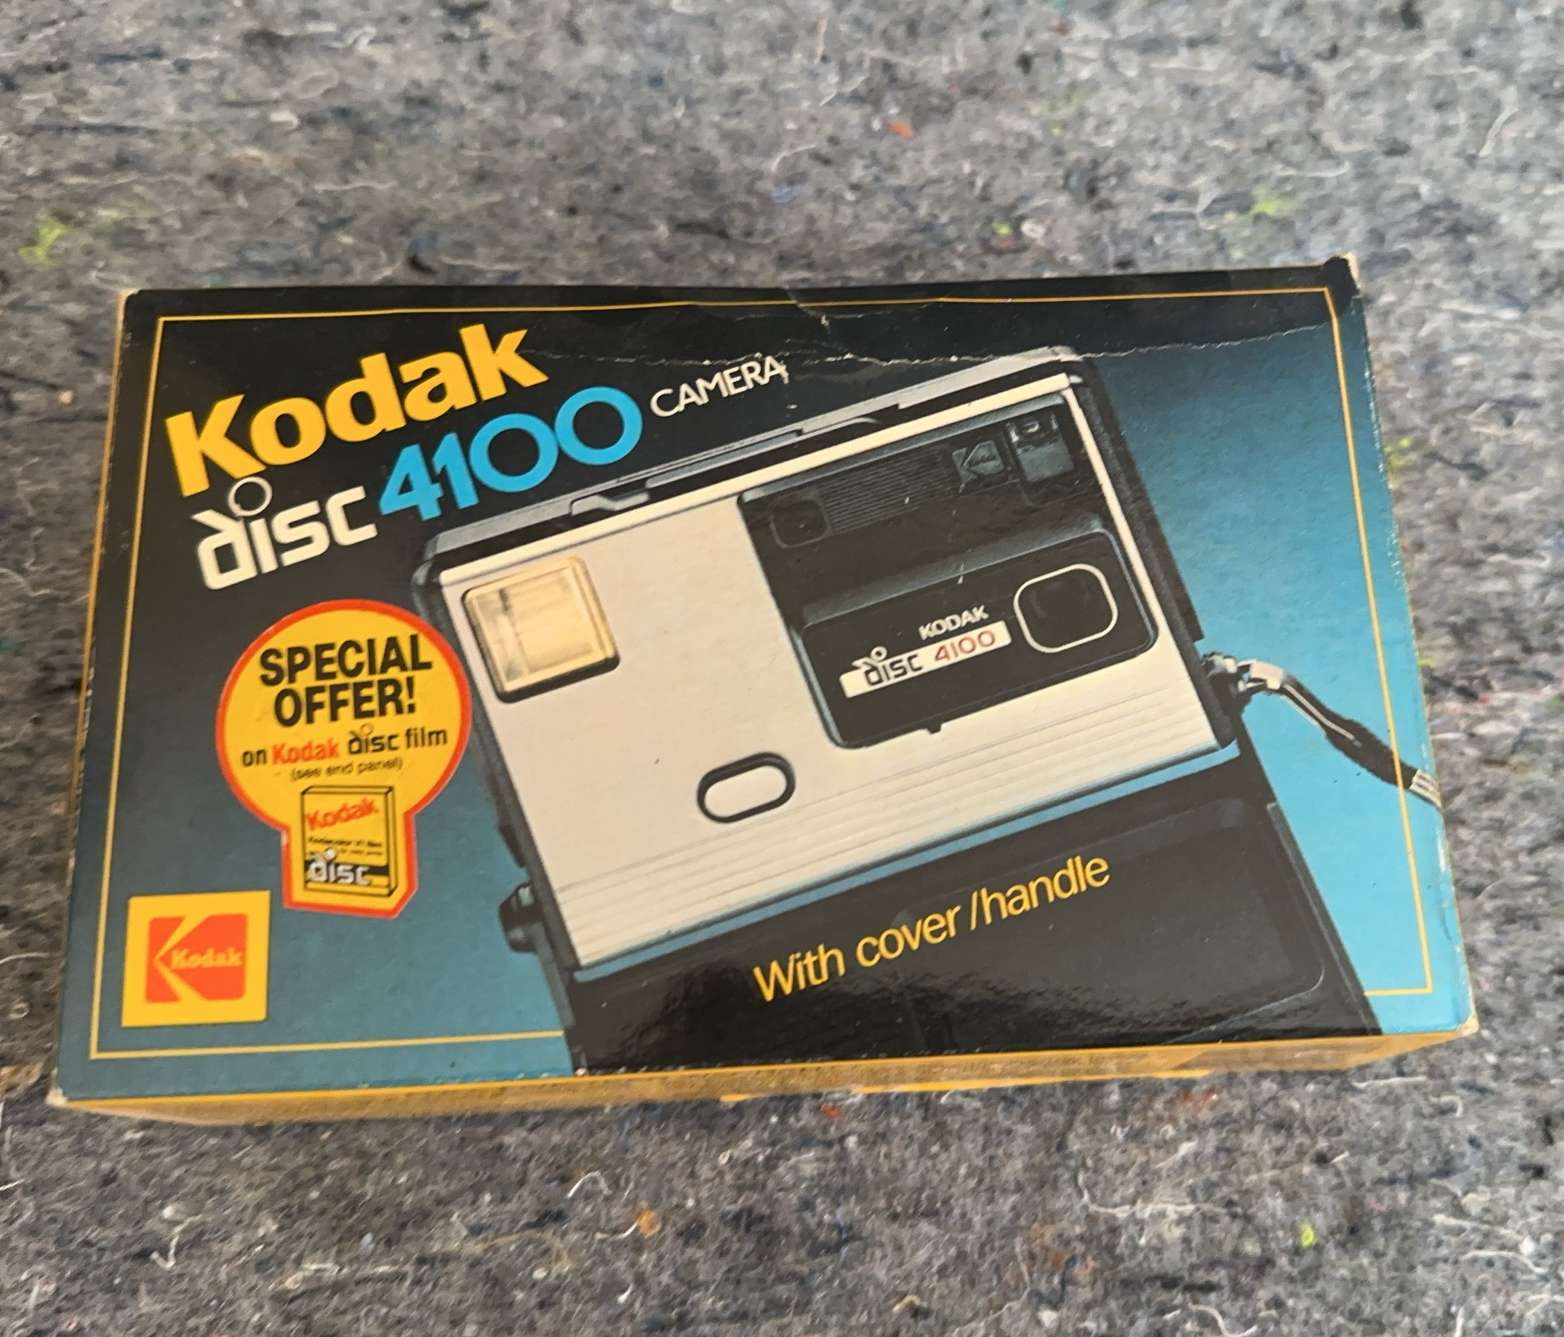 Kodak
disc 4100 CAMERA
SPECIAL
OFFER!
on Kodak disc film
(see end panel)
Kodak
disc
Kodak
Kodak
KODAK
disc 4100
With cover/handle